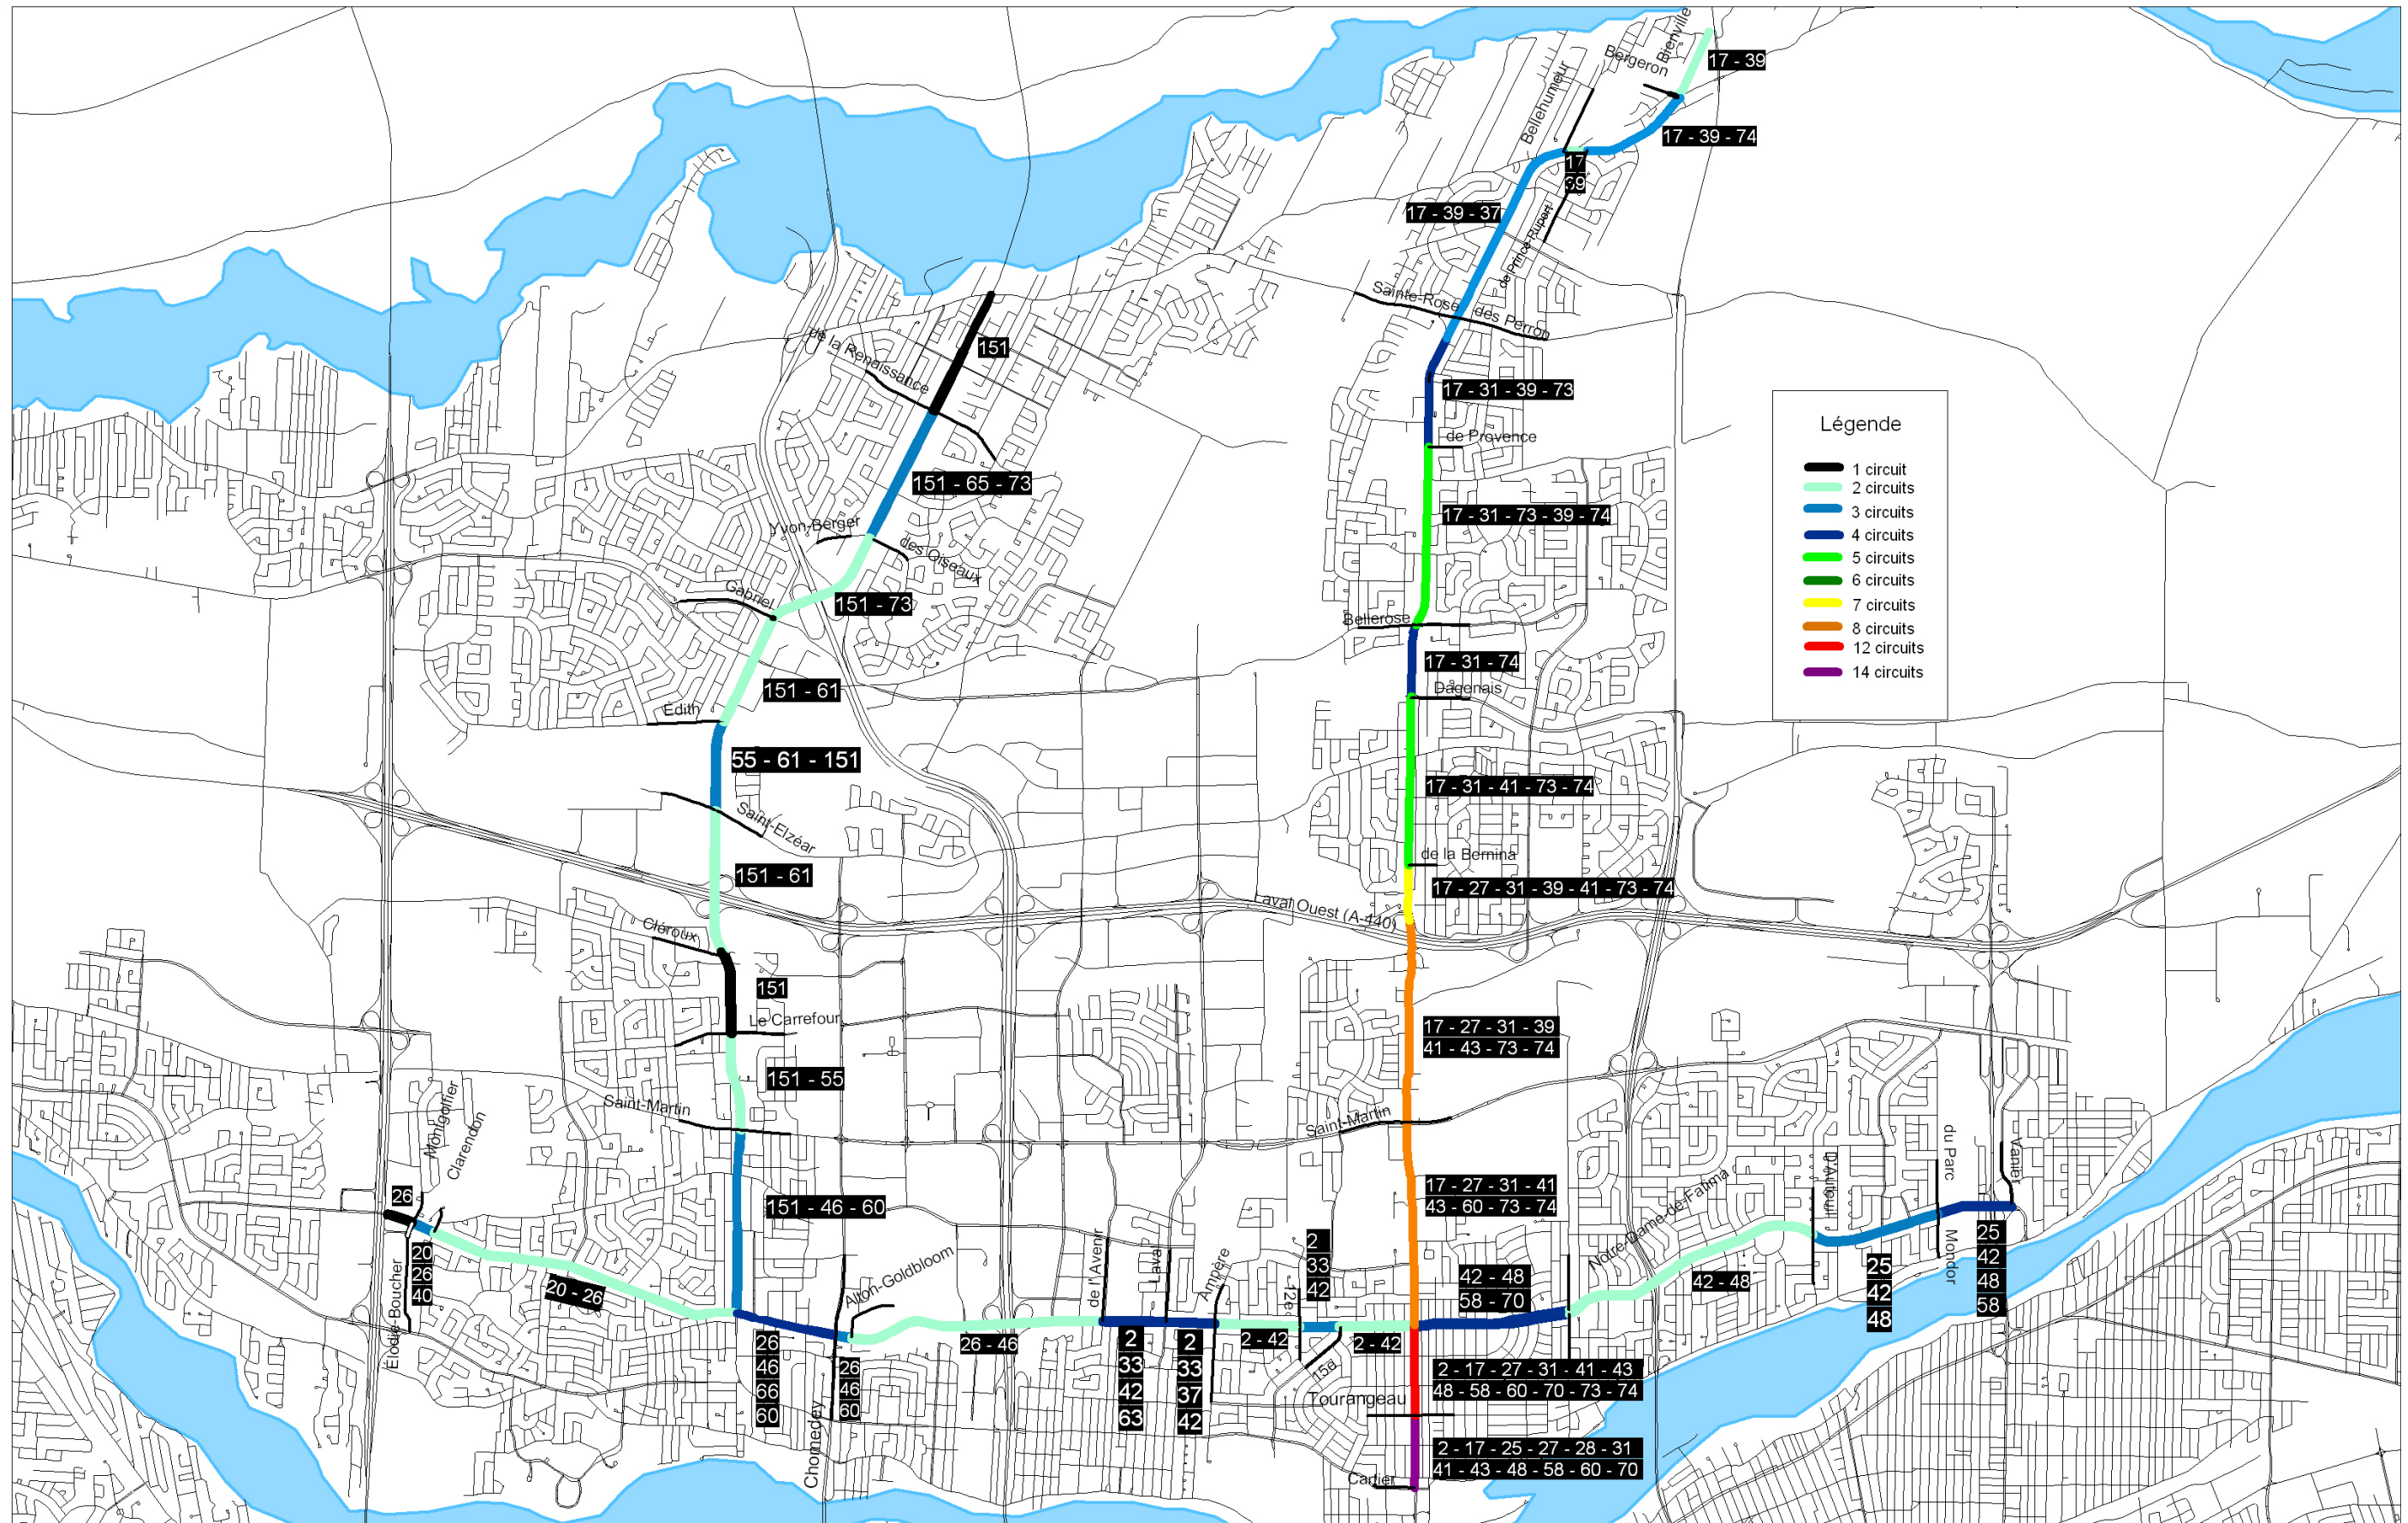 Bienville
Bergeron
17 - 39
Bellehumeur
17 - 39 - 74
17
39
17 - 39 - 37
de Prince-Rupert
Sainte-Rose
des Perron
de la Renaissance
151
17 - 31 - 39 - 73
de Provence
151 - 65 - 73
17 - 31 - 73 - 39 - 74
Yvon-Berger
des Oiseaux
Gabriel
151 - 73
Bellerose
17 - 31 - 74
151 - 61
Dagenais
Édith
55 - 61 - 151
17 - 31 - 41 - 73 - 74
Saint-Elzéar
de la Bernina
151 - 61
17 - 27 - 31 - 39 - 41 - 73 - 74
Laval Ouest (A-440)
Cléroux
151
Le Carrefour
17 - 27 - 31 - 39
41 - 43 - 73 - 74
151 - 55
Saint-Martin
Saint-Martin
Légende
1 circuit
2 circuits
3 circuits
4 circuits
5 circuits
6 circuits
7 circuits
8 circuits
12 circuits
14 circuits
Montgolfier
Clarendon
26
20
26
40
Élodie-Boucher
20 - 26
151 - 46 - 60
26
46
66
60
Chomedey
26
46
60
Alton-Goldbloom
26 - 46
de l'Avenir
Laval
Ampère
2
33
42
63
2
33
37
42
2 - 42
2
33
42
12e
15e
2 - 42
17 - 27 - 31 - 41
43 - 60 - 73 - 74
42 - 48
58 - 70
Notre-Dame-de-Fatima
42 - 48
D'Auteuil
25
42
48
du Parc
Mondor
Vanier
25
42
48
58
2 - 17 - 27 - 31 - 41 - 43
48 - 58 - 60 - 70 - 73 - 74
Tourangeau
2 - 17 - 25 - 27 - 28 - 31
41 - 43 - 48 - 58 - 60 - 70
Cartier